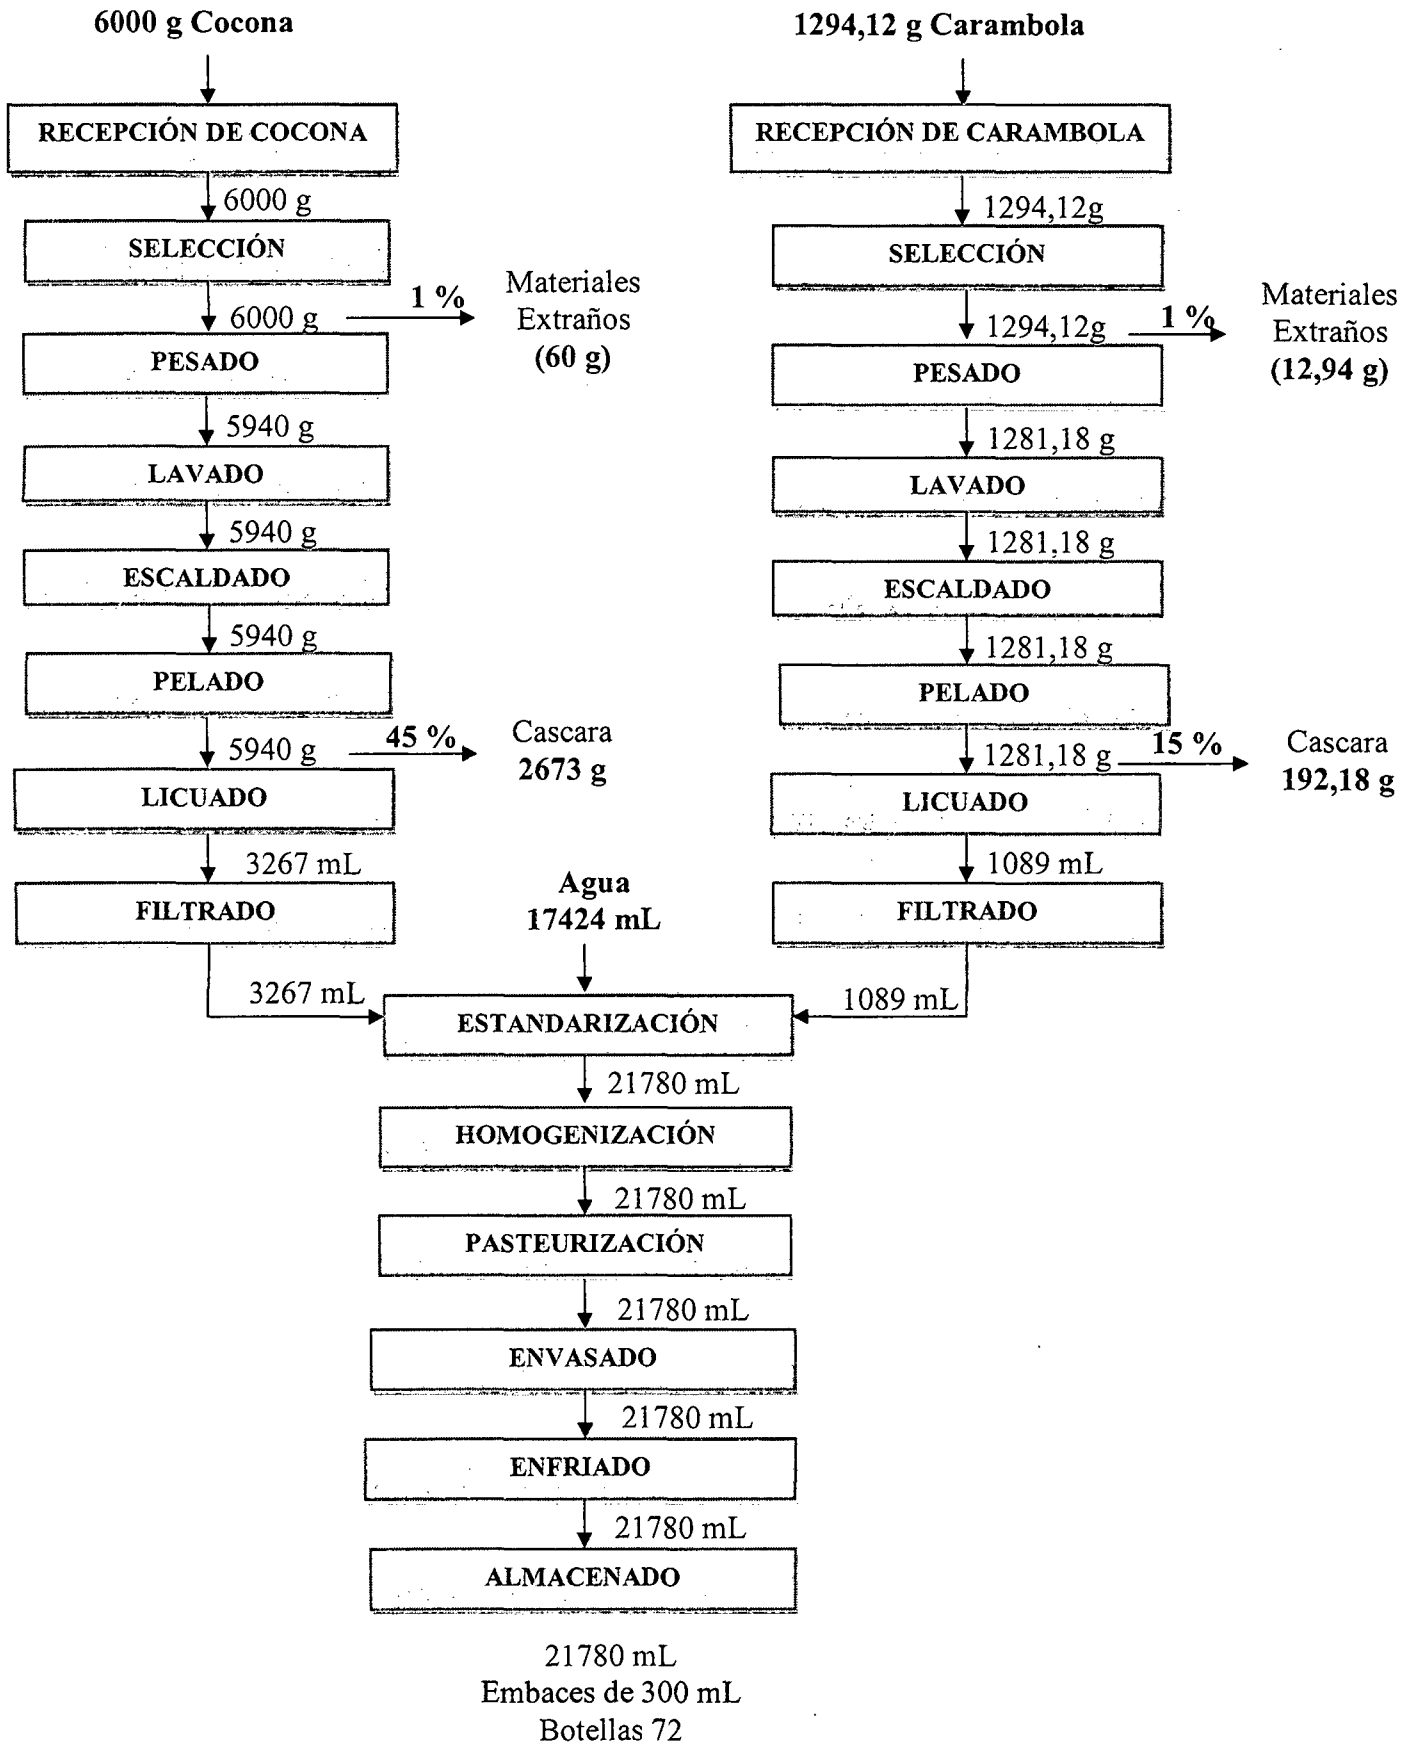 6000 g Cocona
RECEPCIÓN DE COCONA
6000 g
SELECCIÓN
6000 g
1 %
Materiales
Extraños
(60 g)
PESADO
5940 g
LAVADO
5940 g
ESCALDADO
5940 g
PELADO
5940 g
45 %
Cascara
2673 g
LICUADO
3267 mL
FILTRADO
3267 mL
1294,12 g Carambola
RECEPCIÓN DE CARAMBOLA
1294,12g
SELECCIÓN
1294,12g
1 %
Materiales
Extraños
(12,94 g)
PESADO
1281,18 g
LAVADO
1281,18 g
ESCALDADO
1281,18 g
PELADO
1281,18 g
15 %
Cascara
192,18 g
LICUADO
1089 mL
FILTRADO
1089 mL
Agua
17424 mL
ESTANDARIZACIÓN
21780 mL
HOMOGENIZACIÓN
21780 mL
PASTEURIZACIÓN
21780 mL
ENVASADO
21780 mL
ENFRIADO
21780 mL
ALMACENADO
21780 mL
Embaces de 300 mL
Botellas 72